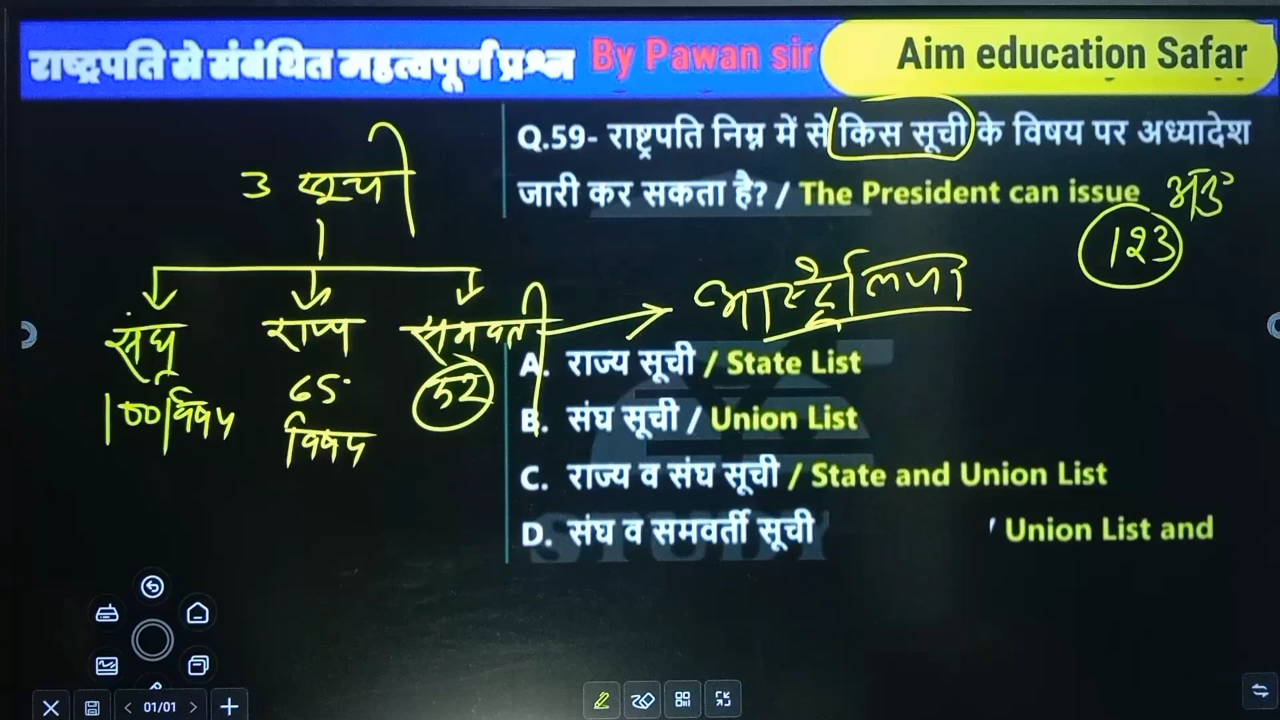 राष्ट्रपति से संबंधित महत्वपूर्ण प्रश्न By Pawan sir Aim education Safar
Q.59- राष्ट्रपति निम्न में से किस सूची के विषय पर अध्यादेश
जारी कर सकता है? / The President can issue
123
3 सूची
संघ राज्य समवर्ती
आस्ट्रेलिया
100 विषय
65
विषय
52
A. राज्य सूची / State List
B. संघ सूची / Union List
C. राज्य व संघ सूची / State and Union List
D. संघ व समवर्ती सूची / Union List and
STUDY
01/01